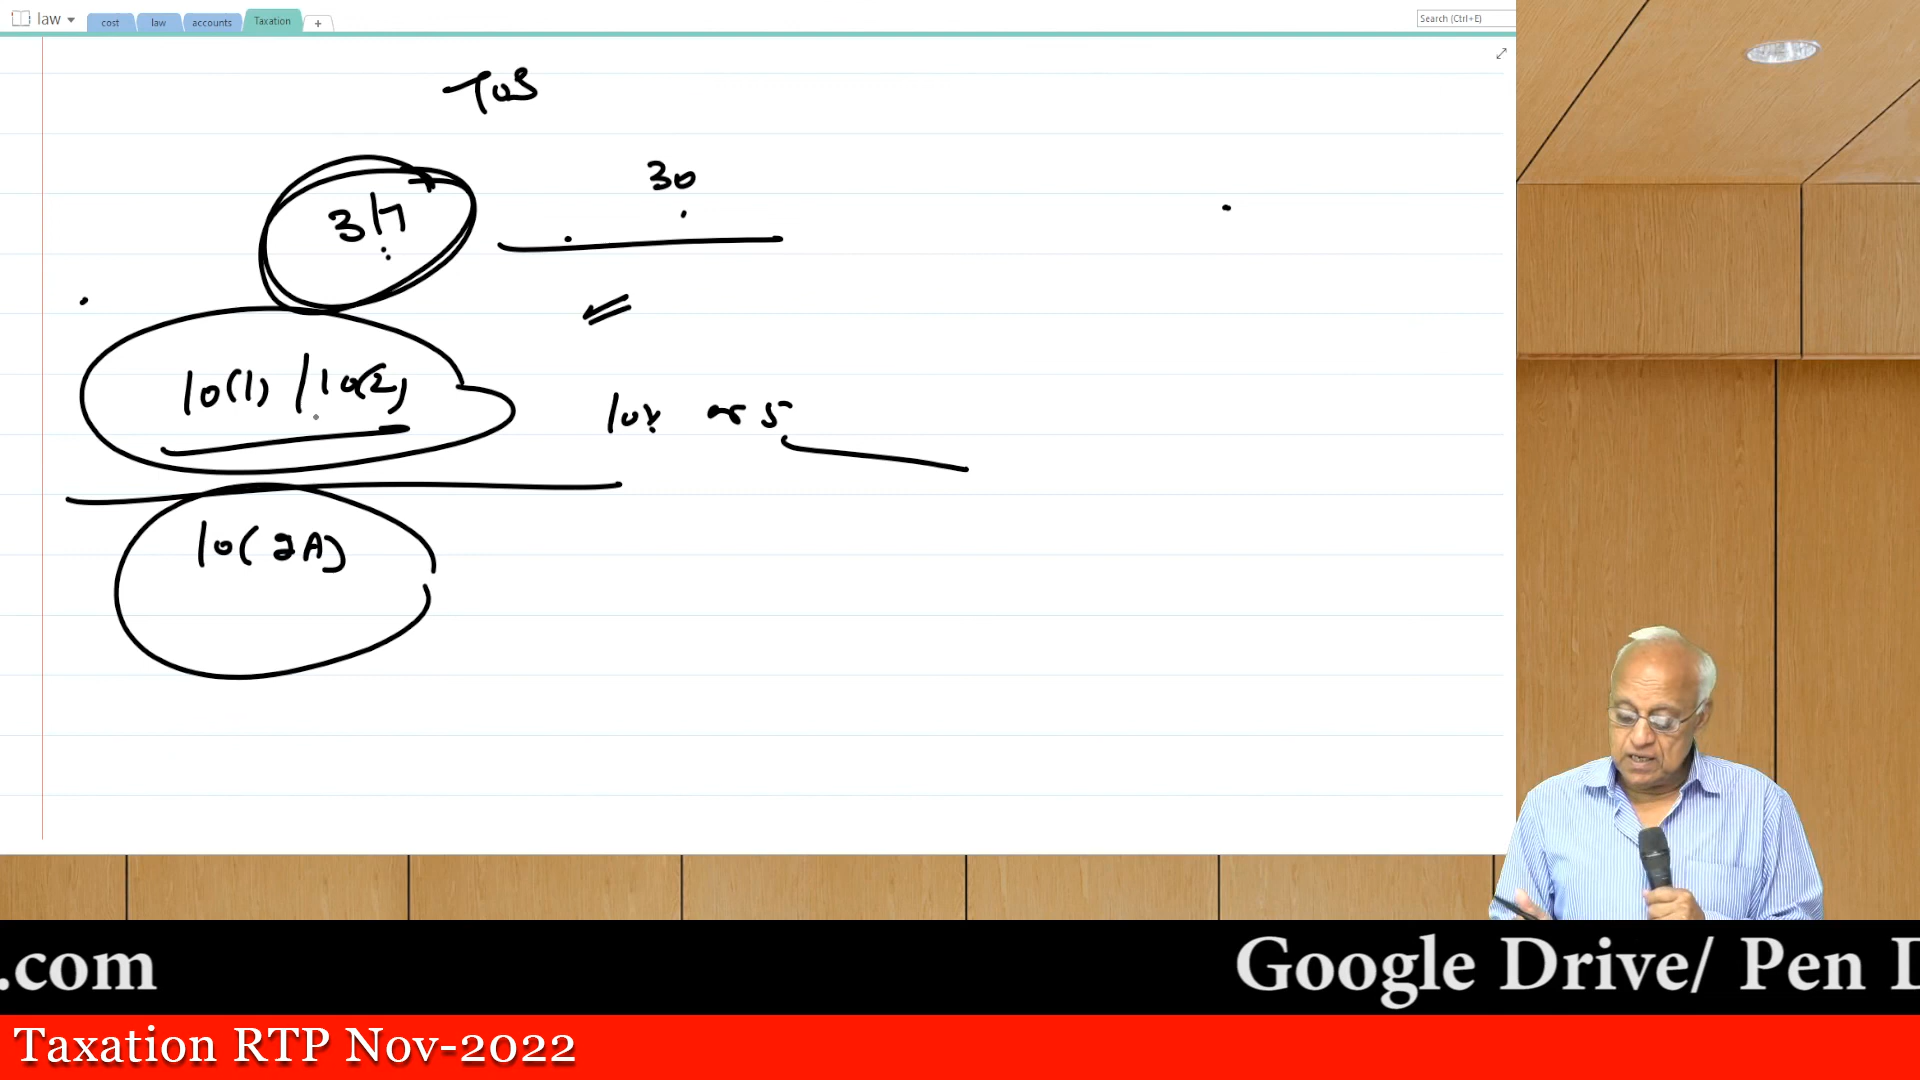 law cost law accounts Taxation +
Search (Ctrl+E)
TOS
30
3/7
10(1) / 10(2)
10% or 5
10(2A)
.com Google Drive/ Pen D
Taxation RTP Nov-2022